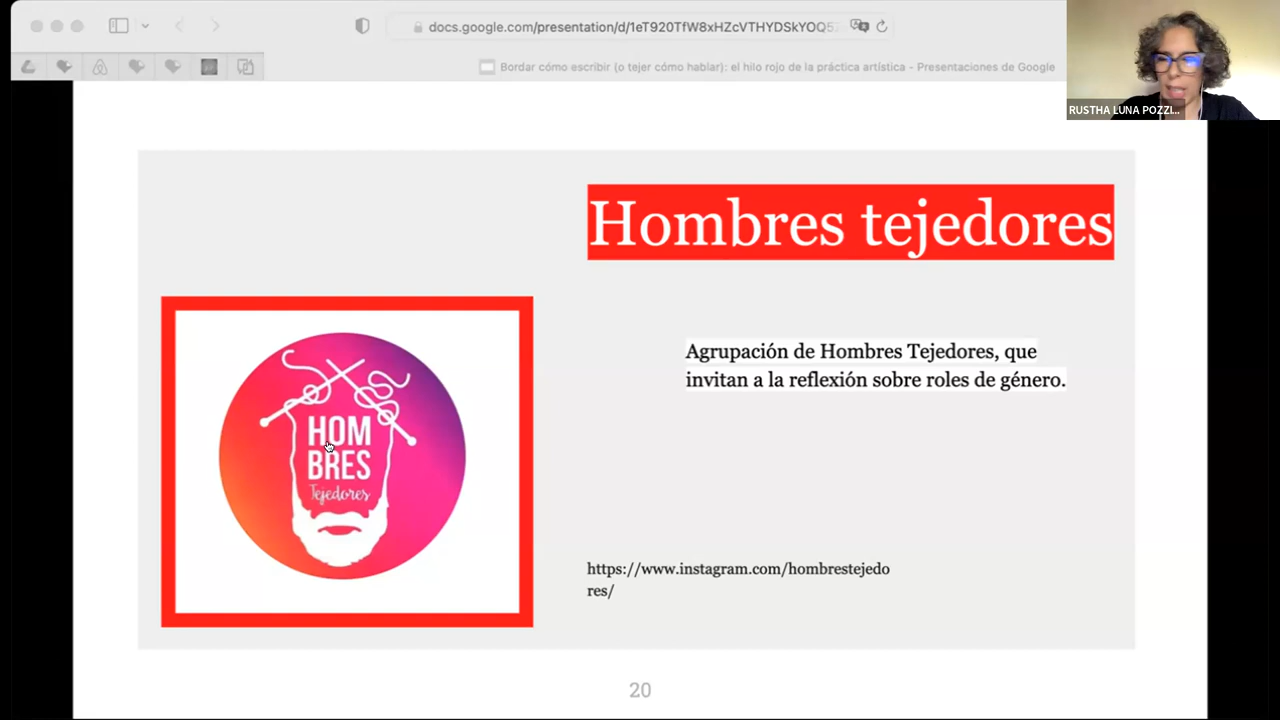 docs.google.com/presentation/d/1eT920TfW8xHZcVTHYDSkYOQ5
Bordar cómo escribir (o tejer cómo hablar): el hilo rojo de la práctica artística - Presentaciones de Google
RUSTHA LUNA POZZI...
Hombres tejedores
Agrupación de Hombres Tejedores, que
invitan a la reflexión sobre roles de género.
HOM
BRES
Tejedores
https://www.instagram.com/hombrestejedo
res/
20